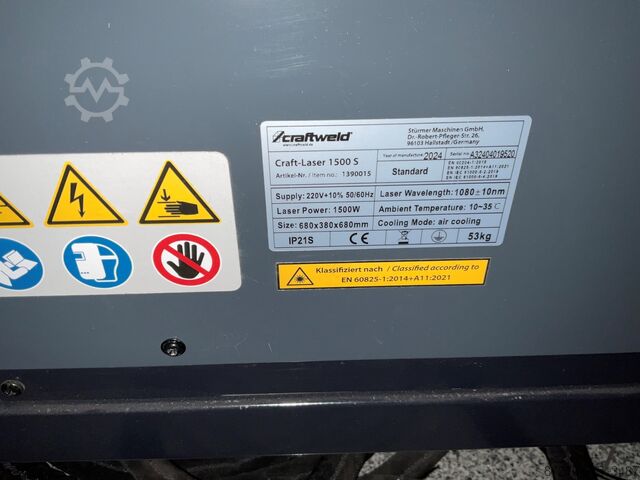 craftweld
Stürmer Maschinen GmbH,
Dr.-Robert-Pfleger-Str. 26,
96103 Hallstadt/Germany
Craft-Laser 1500 S
Year of manufacture 2024 Serial No.
Artikel-Nr. / Item no.: 1390015
Standard
Supply: 220V+10% 50/60Hz
Laser Wavelength: 1080±10nm
Laser Power: 1500W
Ambient Temperature: 10~35℃
Size: 680x380x680mm
Cooling Mode: air cooling
IP21S CE 53kg
Klassifiziert nach / Classified according to
EN 60825-1:2014+A11:2021